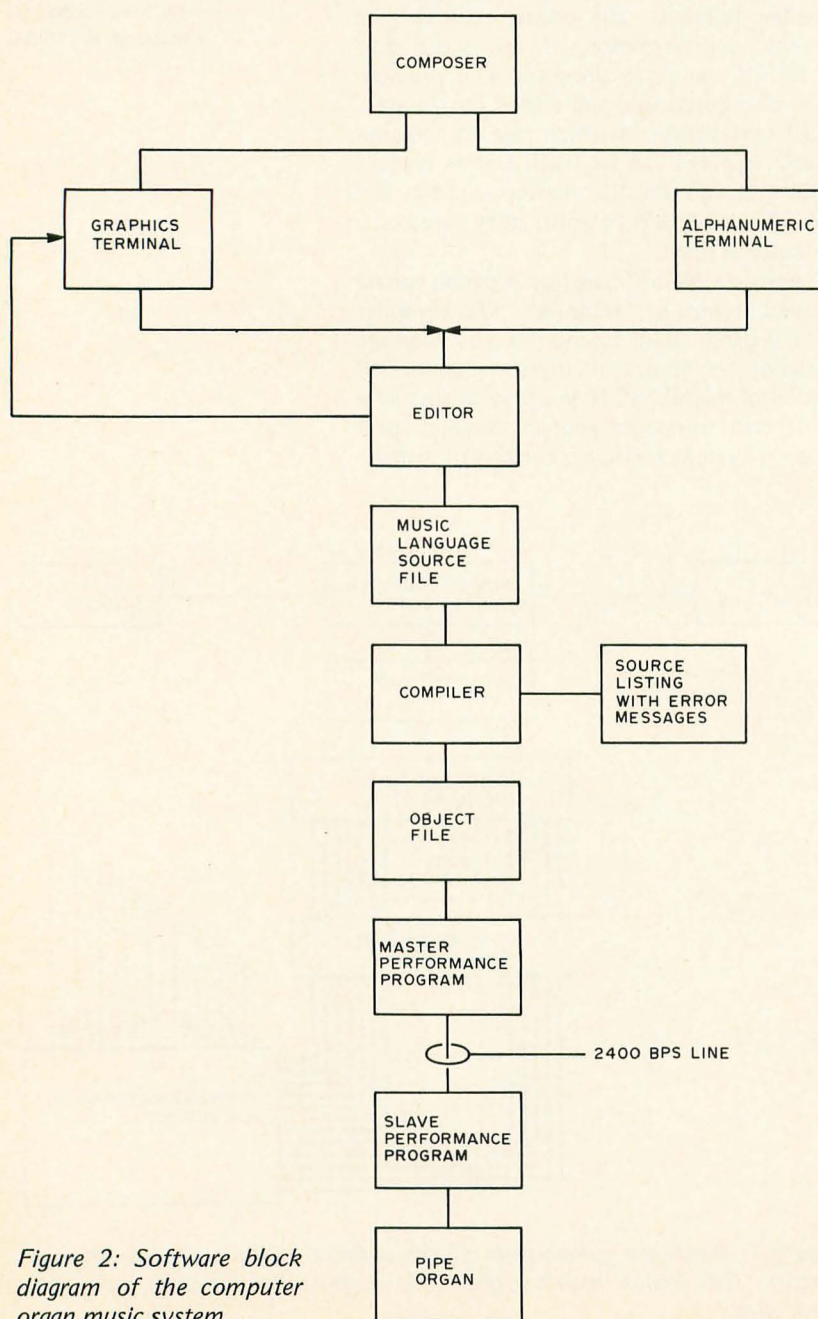 COMPOSER
GRAPHICS
TERMINAL
ALPHANUMERIC
TERMINAL
EDITOR
MUSIC
LANGUAGE
SOURCE
FILE
COMPILER
SOURCE
LISTING
WITH ERROR
MESSAGES
OBJECT
FILE
MASTER
PERFORMANCE
PROGRAM
2400 BPS LINE
SLAVE
PERFORMANCE
PROGRAM
PIPE
ORGAN
Figure 2: Software block
diagram of the computer
organ music system